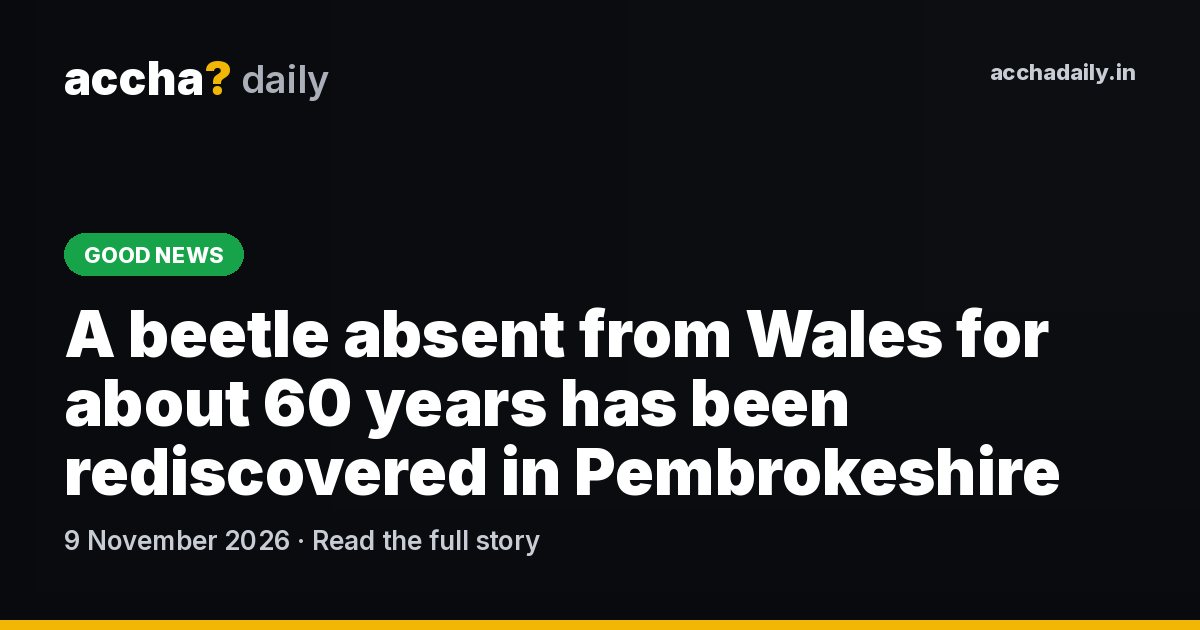 accha? daily
acchadaily.in
GOOD NEWS
A beetle absent from Wales for
about 60 years has been
rediscovered in Pembrokeshire
9 November 2026 · Read the full story